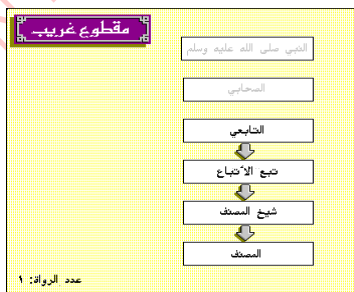 مقطوع غريب
النبي صلى الله عليه وسلم
الصحابي
التابعي
تبع الأتباع
شيخ المصنف
المصنف
عدد الرواة: ١